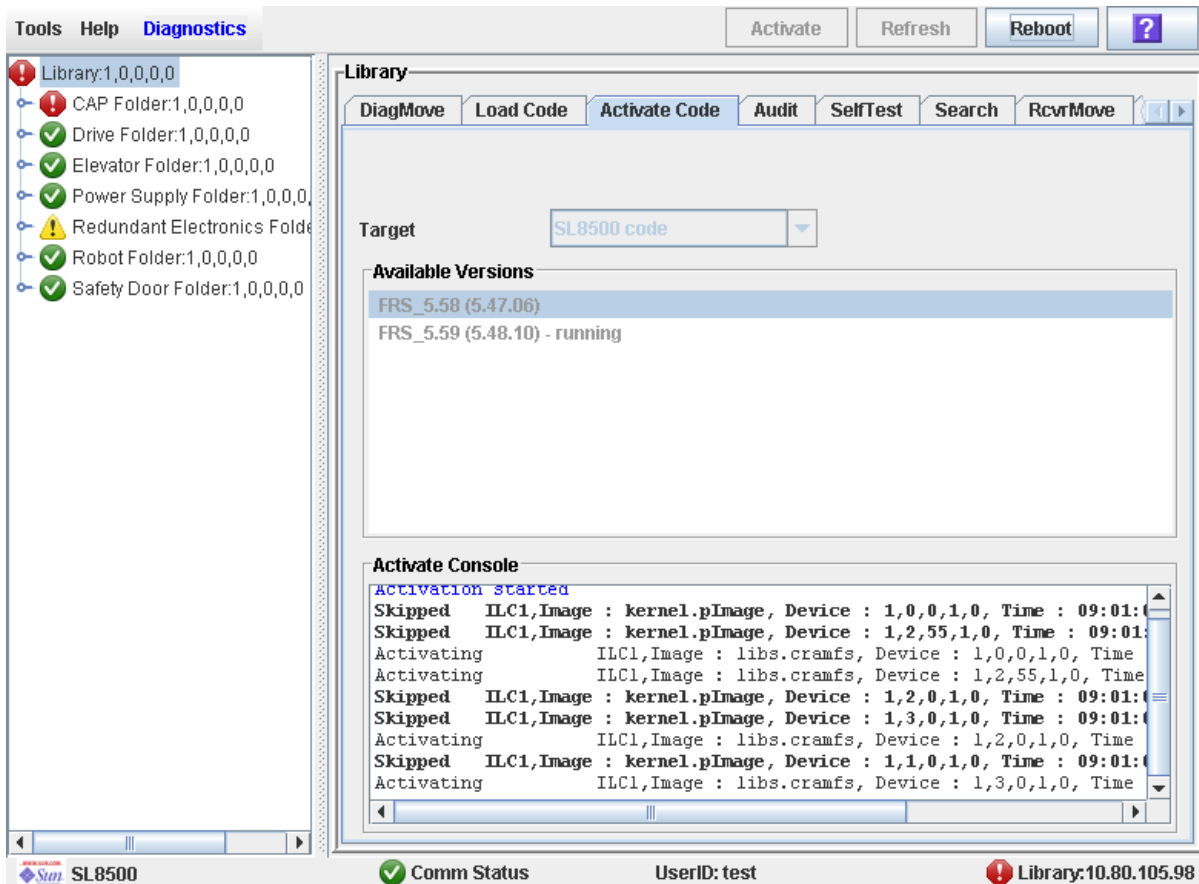 Tools Help Diagnostics
Activate Refresh Reboot ?
Library:1,0,0,0,0
CAP Folder:1,0,0,0,0
Drive Folder:1,0,0,0,0
Elevator Folder:1,0,0,0,0
Power Supply Folder:1,0,0,0,
Redundant Electronics Folde
Robot Folder:1,0,0,0,0
Safety Door Folder:1,0,0,0,0
Library
DiagMove Load Code Activate Code Audit SelfTest Search RcvrMove
Target SL8500 code
Available Versions
FRS_5.58 (5.47.06)
FRS_5.59 (5.48.10) - running
Activate Console
Activation started
Skipped ILC1,Image : kernel.pImage, Device : 1,0,0,1,0, Time : 09:01:
Skipped ILC1,Image : kernel.pImage, Device : 1,2,55,1,0, Time : 09:01:
Activating ILC1,Image : libs.cramfs, Device : 1,0,0,1,0, Time
Activating ILC1,Image : libs.cramfs, Device : 1,2,55,1,0, Time
Skipped ILC1,Image : kernel.pImage, Device : 1,2,0,1,0, Time : 09:01:
Skipped ILC1,Image : kernel.pImage, Device : 1,3,0,1,0, Time : 09:01:
Activating ILC1,Image : libs.cramfs, Device : 1,2,0,1,0, Time
Skipped ILC1,Image : kernel.pImage, Device : 1,1,0,1,0, Time : 09:01:
Activating ILC1,Image : libs.cramfs, Device : 1,3,0,1,0, Time
Sun SL8500 Comm Status UserID: test Library:10.80.105.98